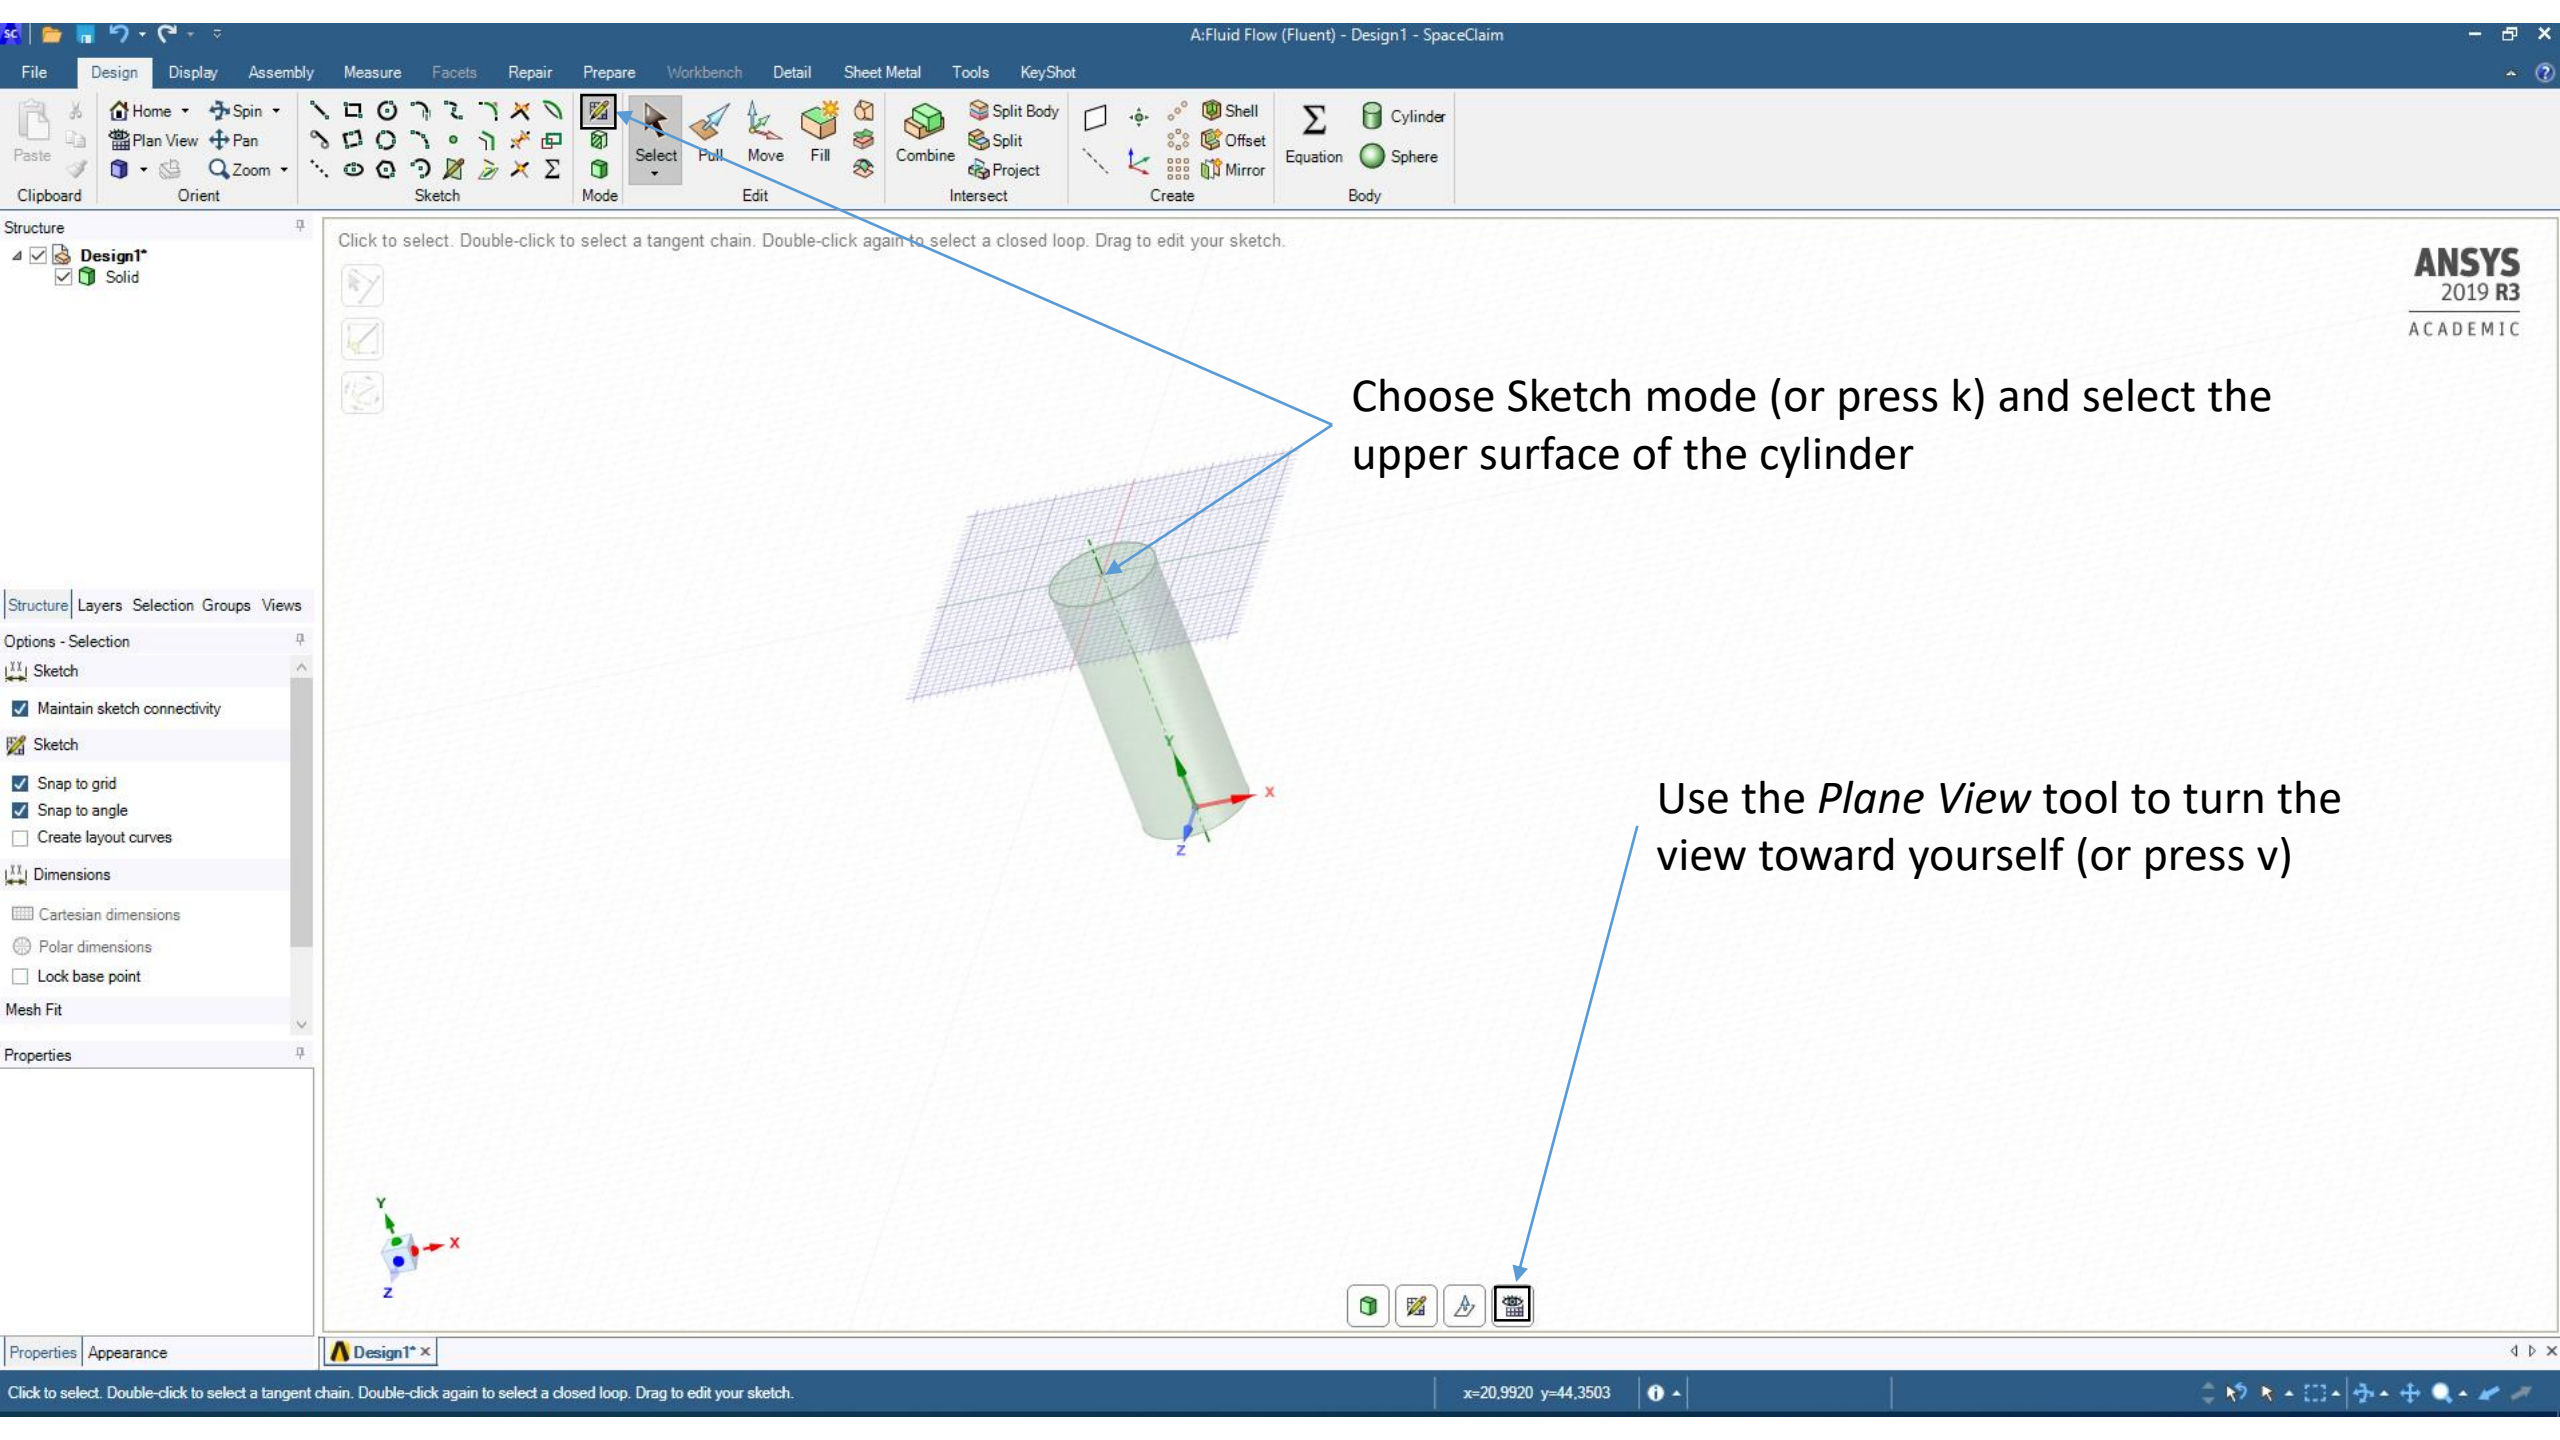 A:Fluid Flow (Fluent) - Design1 - SpaceClaim
File Design Display Assembly Measure Facets Repair Prepare Workbench Detail Sheet Metal Tools KeyShot
Paste
Clipboard
Home Spin
Plan View Pan
Zoom
Orient
Sketch
Mode
Select Pull Move Fill
Edit
Combine
Split Body
Split
Project
Intersect
Shell
Offset
Mirror
Create
Equation
Cylinder
Sphere
Body
Structure
Design1*
Solid
Structure Layers Selection Groups Views
Options - Selection
Sketch
Maintain sketch connectivity
Sketch
Snap to grid
Snap to angle
Create layout curves
Dimensions
Cartesian dimensions
Polar dimensions
Lock base point
Mesh Fit
Properties
Properties Appearance
Click to select. Double-click to select a tangent chain. Double-click again to select a closed loop. Drag to edit your sketch.
ANSYS
2019 R3
ACADEMIC
Choose Sketch mode (or press k) and select the
upper surface of the cylinder
Y
X
Z
Use the Plane View tool to turn the
view toward yourself (or press v)
Y
X
Z
Design1*
Click to select. Double-click to select a tangent chain. Double-click again to select a closed loop. Drag to edit your sketch.
x=20,9920 y=44,3503